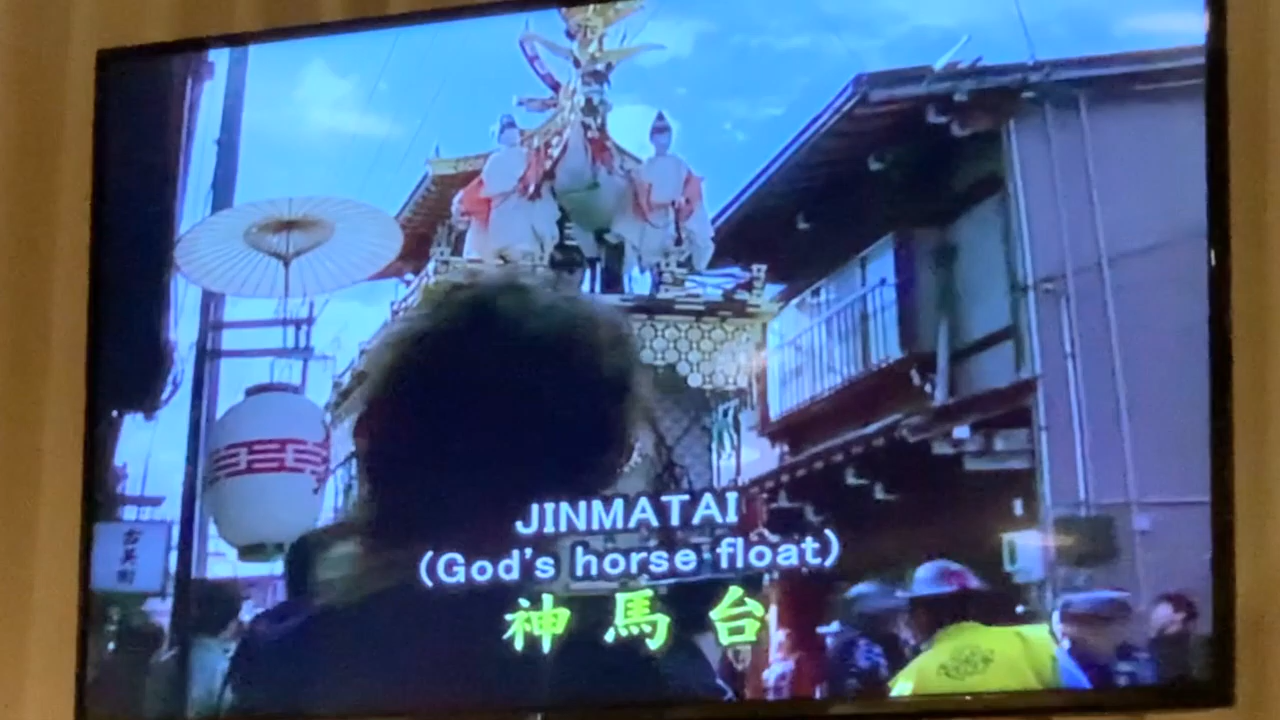 JINMATAI
(God's horse float)
神馬台